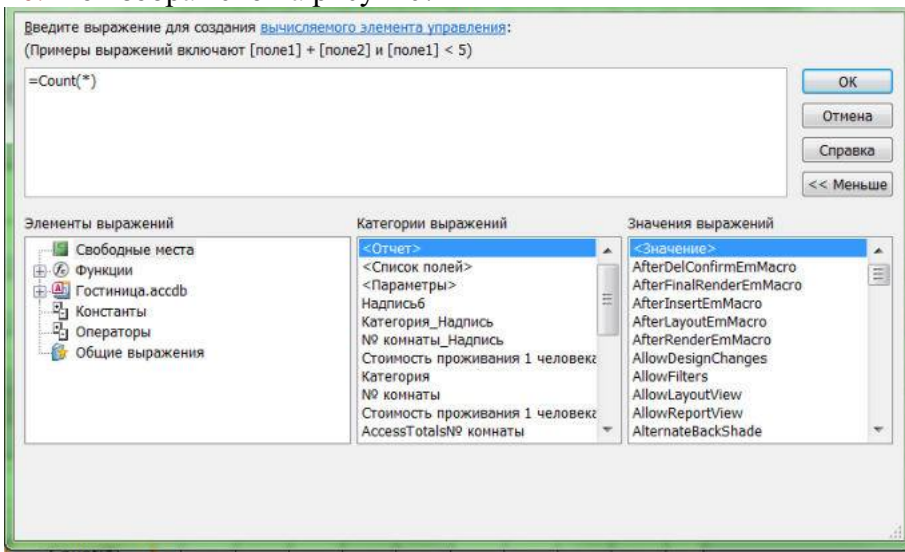 Введите выражение для создания вычисляемого элемента управления:
(Примеры выражений включают [поле1] + [поле2] и [поле1] < 5)
=Count(*)
OK
Отмена
Справка
<< Меньше
Элементы выражений
Свободные места
Функции
Гостиница.accdb
Константы
Операторы
Общие выражения
Категории выражений
<Отчет>
<Список полей>
<Параметры>
Надпись6
Категория_Надпись
№ комнаты_Надпись
Стоимость проживания 1 человека
Категория
№ комнаты
Стоимость проживания 1 человека
AccessTotals№ комнаты
Значения выражений
<Значение>
AfterDelConfirmEmMacro
AfterFinalRenderEmMacro
AfterInsertEmMacro
AfterLayoutEmMacro
AfterRenderEmMacro
AllowDesignChanges
AllowFilters
AllowLayoutView
AllowReportView
AlternateBackShade